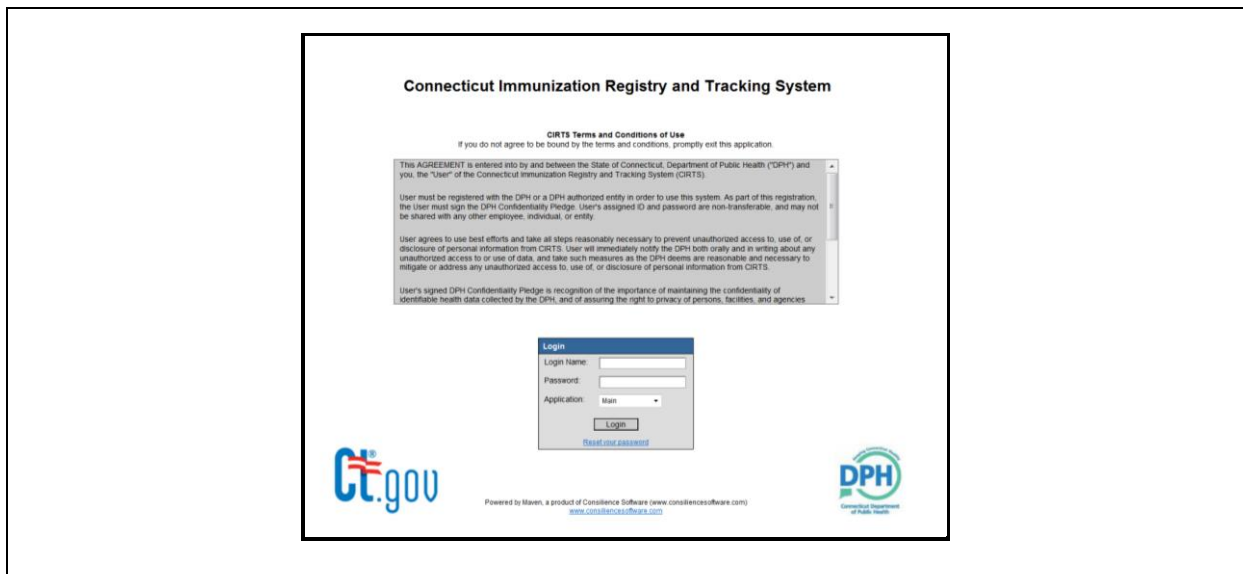 Connecticut Immunization Registry and Tracking System
CIRTS Terms and Conditions of Use
If you do not agree to be bound by the terms and conditions, promptly exit this application.
This AGREEMENT is entered into by and between the State of Connecticut, Department of Public Health ("DPH") and
you, the "User" of the Connecticut Immunization Registry and Tracking System (CIRTS).
User must be registered with the DPH or a DPH authorized entity in order to use this system. As part of this registration,
the User must sign the DPH Confidentiality Pledge. User's assigned ID and password are non-transferable, and may not
be shared with any other employee, individual, or entity.
User agrees to use best efforts and take all steps reasonably necessary to prevent unauthorized access to, use of, or
disclosure of personal information from CIRTS. User will immediately notify the DPH both orally and in writing about any
unauthorized access to or use of data, and take such measures as the DPH deems are reasonable and necessary to
mitigate or address any unauthorized access to, use of, or disclosure of personal information from CIRTS.
User's signed DPH Confidentiality Pledge is recognition of the importance of maintaining the confidentiality of
identifiable health data collected by the DPH, and of assuring the right to privacy of persons, facilities, and agencies
Login
Login Name:
Password:
Application: Main
Login
Reset your password
Ct.gov ®
DPH
Connecticut Department
of Public Health
Powered by Maven, a product of Consilience Software (www.consiliencesoftware.com)
www.consiliencesoftware.com